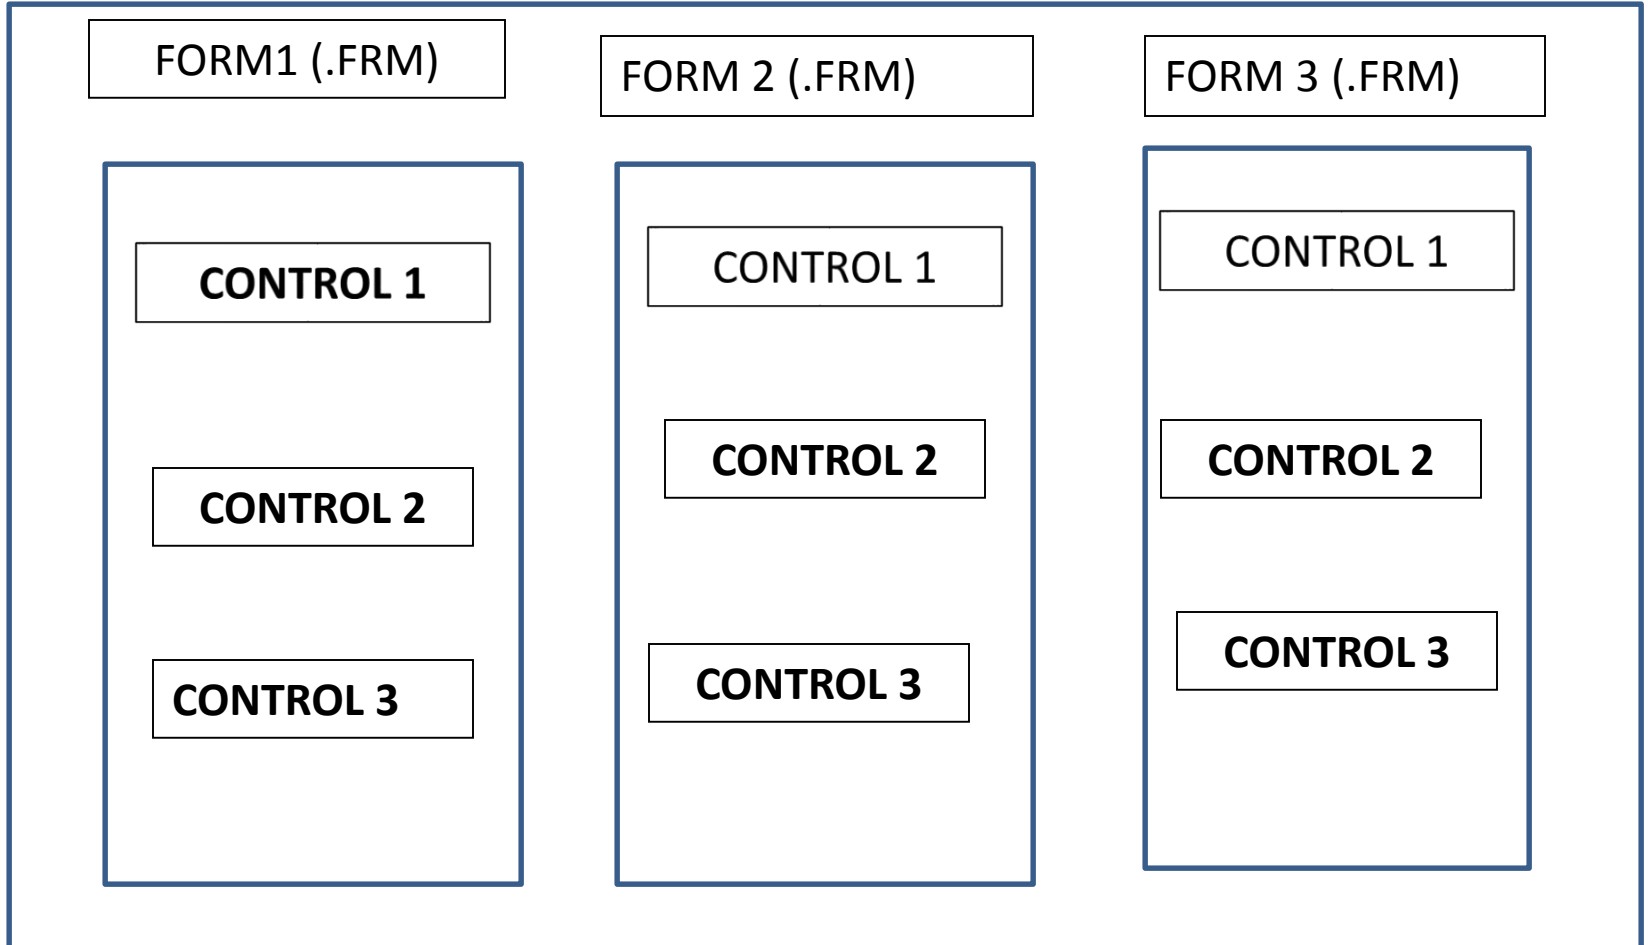 FORM1 (.FRM)
FORM 2 (.FRM)
FORM 3 (.FRM)
CONTROL 1
CONTROL 2
CONTROL 3
CONTROL 1
CONTROL 2
CONTROL 3
CONTROL 1
CONTROL 2
CONTROL 3